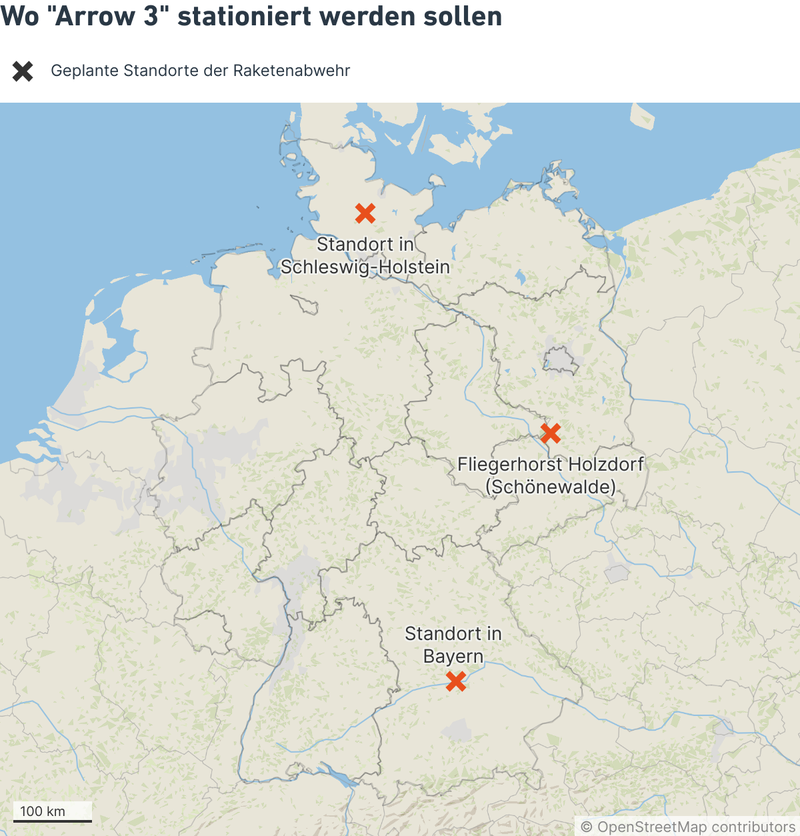 Wo "Arrow 3" stationiert werden sollen
Geplante Standorte der Raketenabwehr
Standort in
Schleswig-Holstein
Fliegerhorst Holzdorf
(Schönewalde)
Standort in
Bayern
100 km
© OpenStreetMap contributors